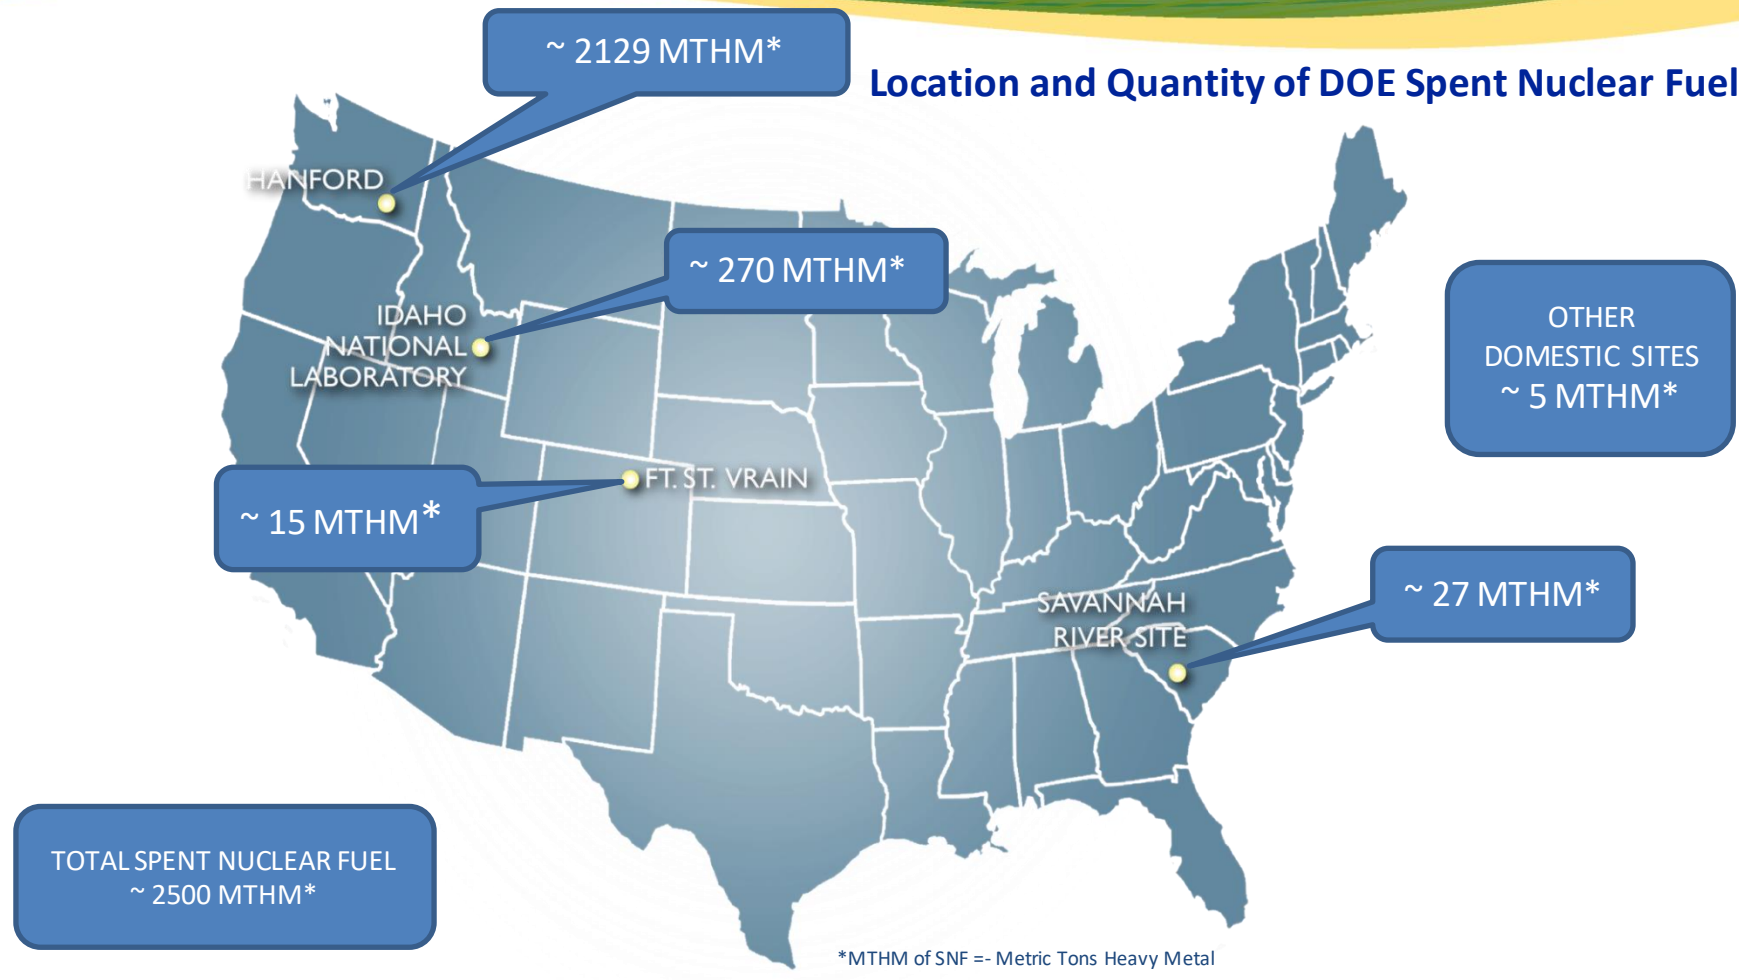 ~ 2129 MTHM*
Location and Quantity of DOE Spent Nuclear Fuel
HANFORD
~ 270 MTHM*
IDAHO
NATIONAL
LABORATORY
OTHER
DOMESTIC SITES
~ 5 MTHM*
FT. ST. VRAIN
~ 15 MTHM*
~ 27 MTHM*
SAVANNAH
RIVER SITE
TOTAL SPENT NUCLEAR FUEL
~ 2500 MTHM*
*MTHM of SNF =- Metric Tons Heavy Metal